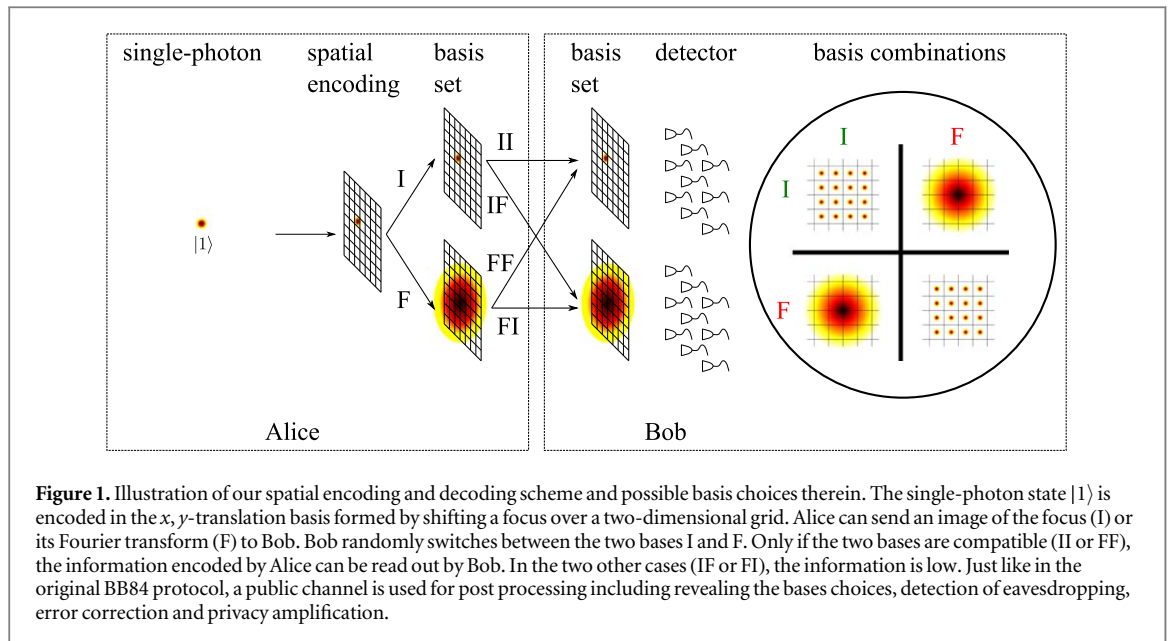 single-photon
spatial
encoding
basis
set
basis
set
detector
basis combinations
|1⟩
I
F
II
IF
FF
FI
I
F
I
F
Alice
Bob
Figure 1. Illustration of our spatial encoding and decoding scheme and possible basis choices therein. The single-photon state |1⟩ is
encoded in the x, y-translation basis formed by shifting a focus over a two-dimensional grid. Alice can send an image of the focus (I) or
its Fourier transform (F) to Bob. Bob randomly switches between the two bases I and F. Only if the two bases are compatible (II or FF),
the information encoded by Alice can be read out by Bob. In the two other cases (IF or FI), the information is low. Just like in the
original BB84 protocol, a public channel is used for post processing including revealing the bases choices, detection of eavesdropping,
error correction and privacy amplification.